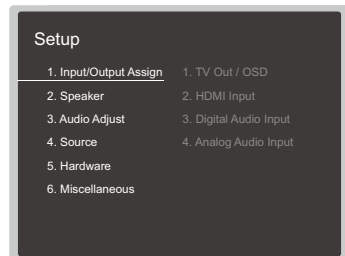 Setup
1. Input/Output Assign
2. Speaker
3. Audio Adjust
4. Source
5. Hardware
6. Miscellaneous
1. TV Out / OSD
2. HDMI Input
3. Digital Audio Input
4. Analog Audio Input